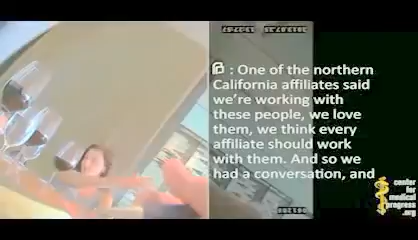 : One of the northern
California affiliates said
we're working with
these people, we love
them, we think every
affiliate should work
with them. And so we
had a conversation, and
center
for
medical
progress
.org